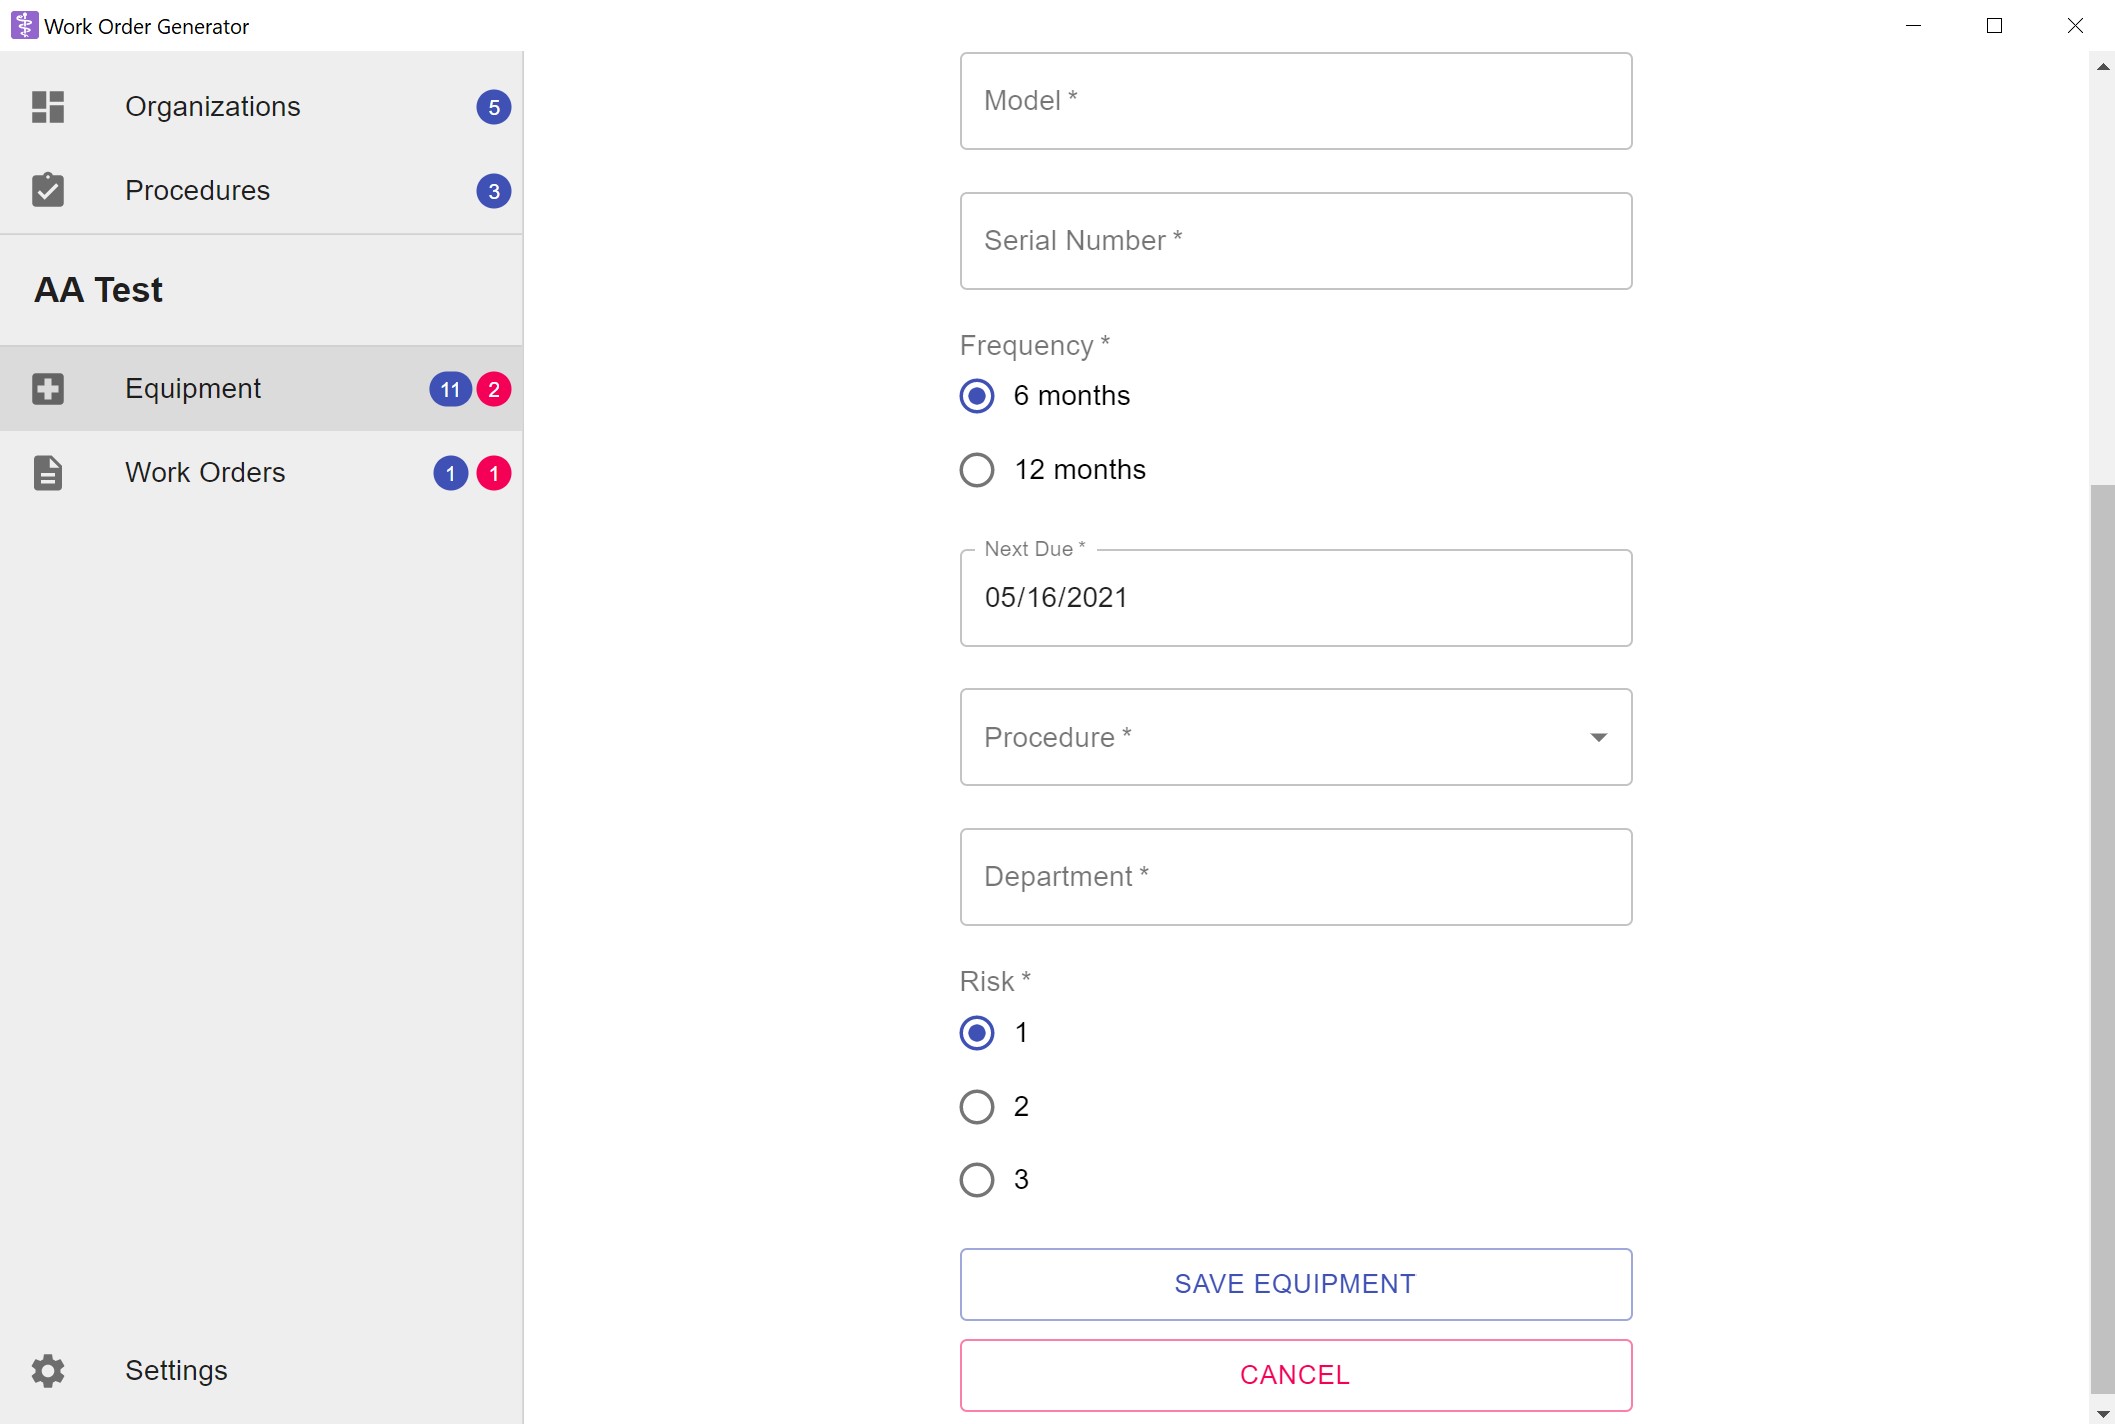 Work Order Generator
Organizations 5
Procedures 3
AA Test
Equipment 11 2
Work Orders 1 1
Settings
Model *
Serial Number *
Frequency *
6 months
12 months
Next Due *
05/16/2021
Procedure *
Department *
Risk *
1
2
3
SAVE EQUIPMENT
CANCEL